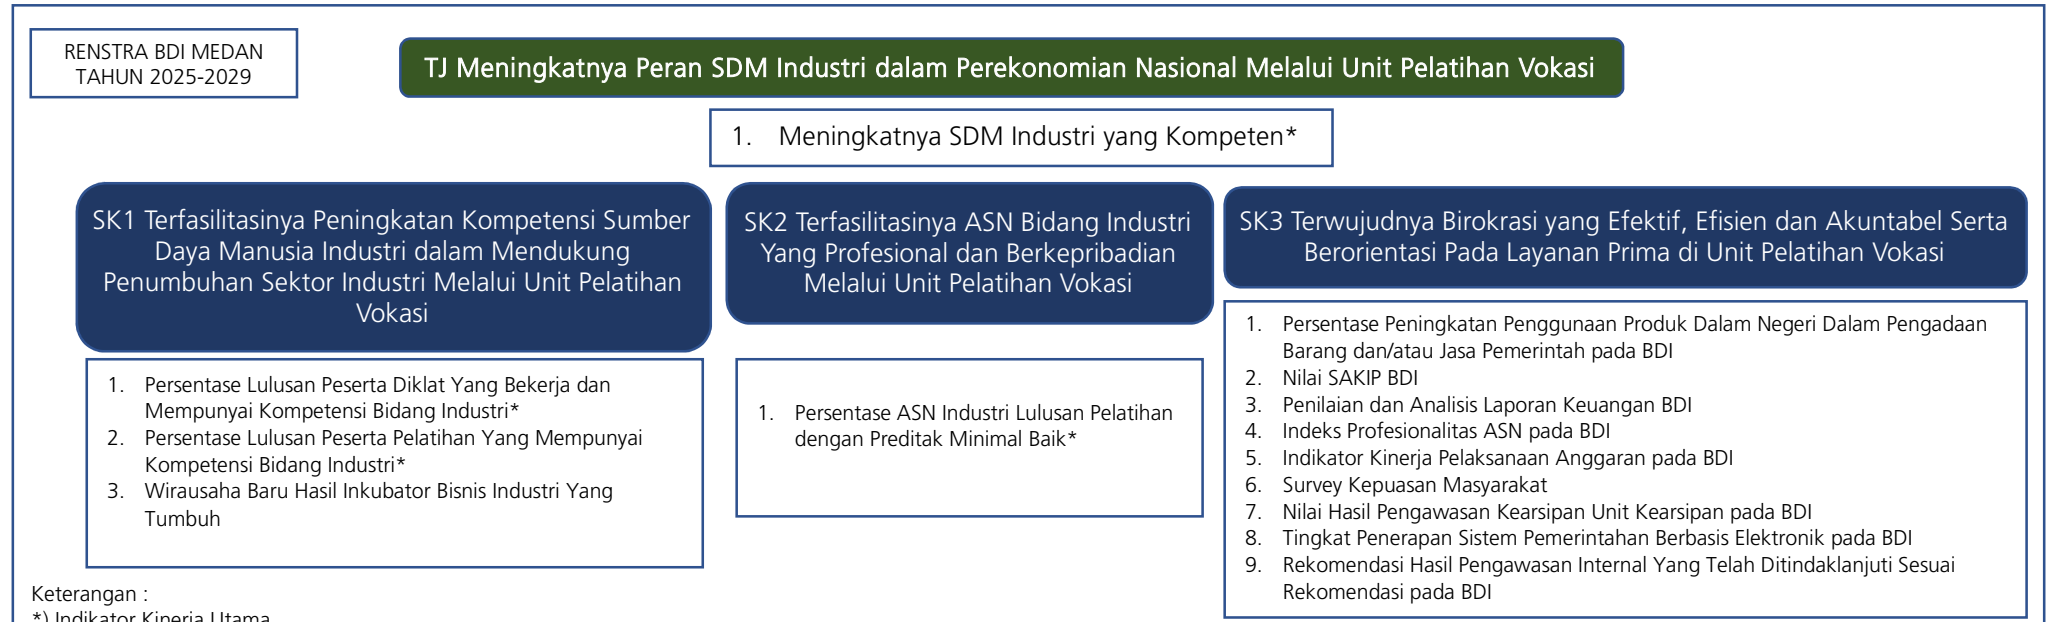 RENSTRA BDI MEDAN
TAHUN 2025-2029
TJ Meningkatnya Peran SDM Industri dalam Perekonomian Nasional Melalui Unit Pelatihan Vokasi
1. Meningkatnya SDM Industri yang Kompeten*
SK1 Terfasilitasinya Peningkatan Kompetensi Sumber
Daya Manusia Industri dalam Mendukung
Penumbuhan Sektor Industri Melalui Unit Pelatihan
Vokasi
1. Persentase Lulusan Peserta Diklat Yang Bekerja dan
Mempunyai Kompetensi Bidang Industri*
2. Persentase Lulusan Peserta Pelatihan Yang Mempunyai
Kompetensi Bidang Industri*
3. Wirausaha Baru Hasil Inkubator Bisnis Industri Yang
Tumbuh
SK2 Terfasilitasinya ASN Bidang Industri
Yang Profesional dan Berkepribadian
Melalui Unit Pelatihan Vokasi
1. Persentase ASN Industri Lulusan Pelatihan
dengan Preditak Minimal Baik*
SK3 Terwujudnya Birokrasi yang Efektif, Efisien dan Akuntabel Serta
Berorientasi Pada Layanan Prima di Unit Pelatihan Vokasi
1. Persentase Peningkatan Penggunaan Produk Dalam Negeri Dalam Pengadaan
Barang dan/atau Jasa Pemerintah pada BDI
2. Nilai SAKIP BDI
3. Penilaian dan Analisis Laporan Keuangan BDI
4. Indeks Profesionalitas ASN pada BDI
5. Indikator Kinerja Pelaksanaan Anggaran pada BDI
6. Survey Kepuasan Masyarakat
7. Nilai Hasil Pengawasan Kearsipan Unit Kearsipan pada BDI
8. Tingkat Penerapan Sistem Pemerintahan Berbasis Elektronik pada BDI
9. Rekomendasi Hasil Pengawasan Internal Yang Telah Ditindaklanjuti Sesuai
Rekomendasi pada BDI
Keterangan :
*) Indikator Kinerja Utama